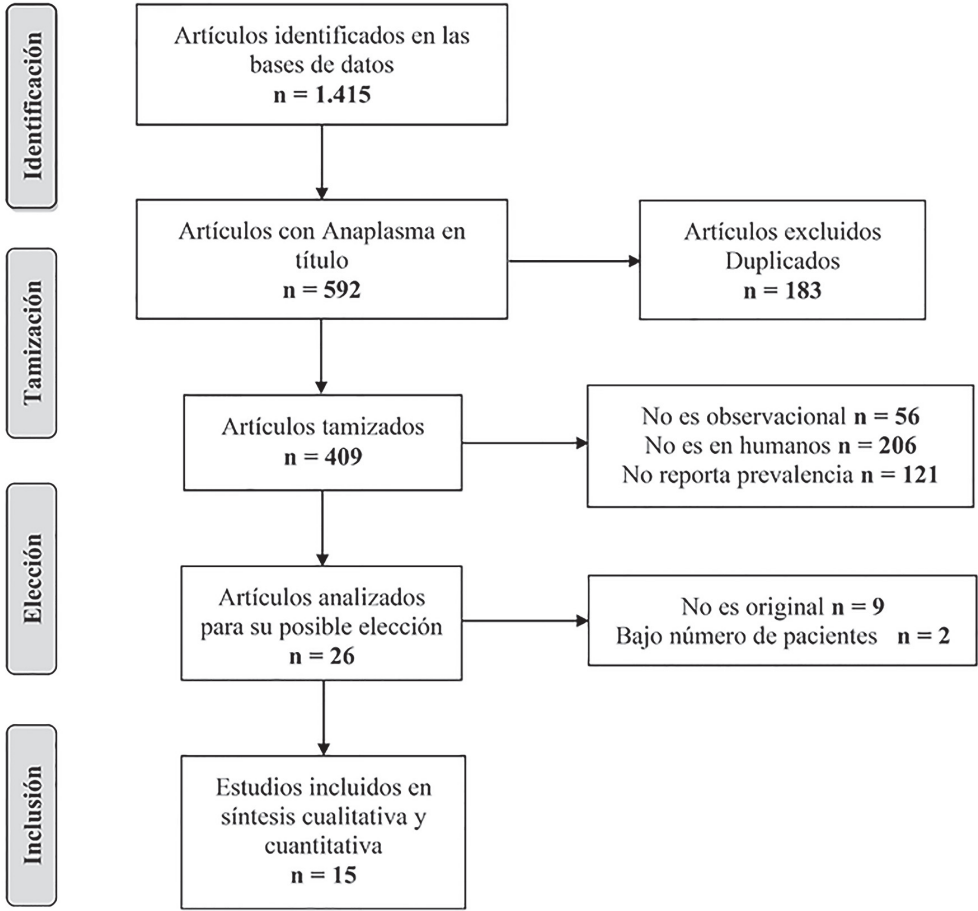 Identificación
Artículos identificados en las
bases de datos
n = 1.415
Tamización
Artículos con Anaplasma en
título
n = 592
Artículos excluidos
Duplicados
n = 183
Artículos tamizados
n = 409
No es observacional n = 56
No es en humanos n = 206
No reporta prevalencia n = 121
Elección
Artículos analizados
para su posible elección
n = 26
No es original n = 9
Bajo número de pacientes n = 2
Inclusión
Estudios incluidos en
síntesis cualitativa y
cuantitativa
n = 15